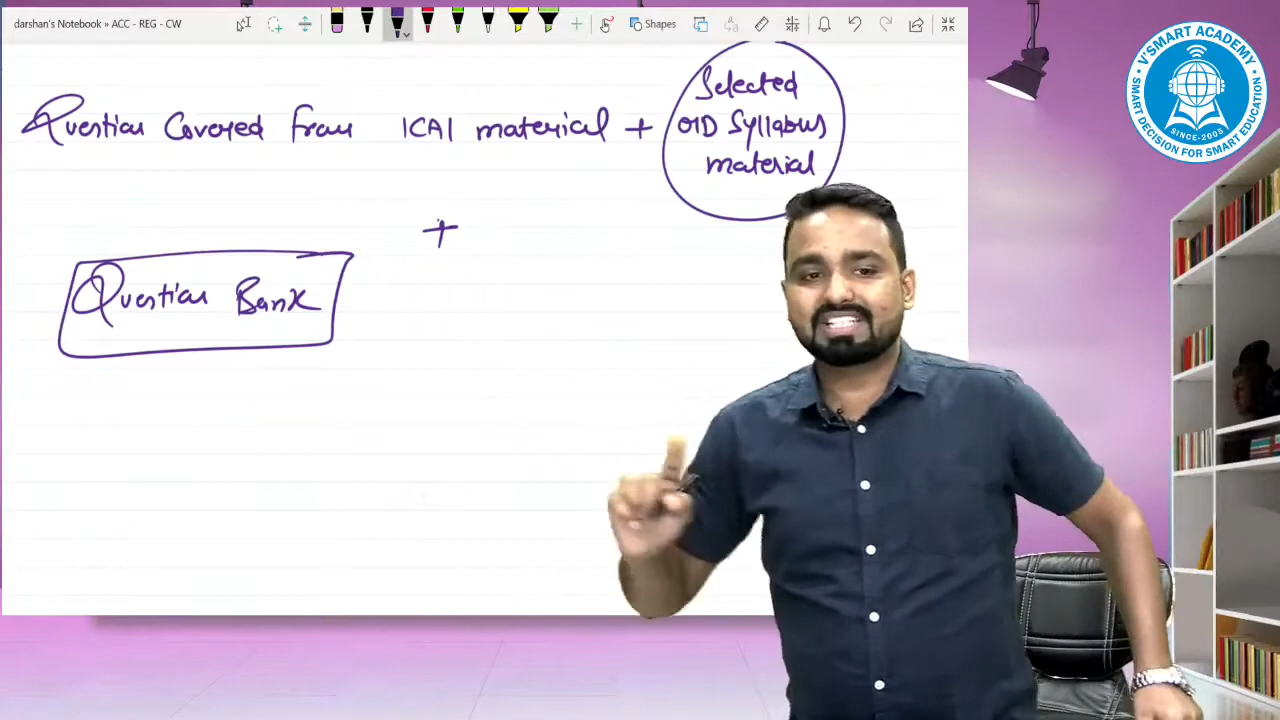 darshan's Notebook » ACC - REG - CW
Shapes
Question Covered from ICAI material + Selected
OlD Syllabus
material
+
Question Bank
V'SMART ACADEMY
SINCE-2005
SMART DECISION FOR SMART EDUCATION